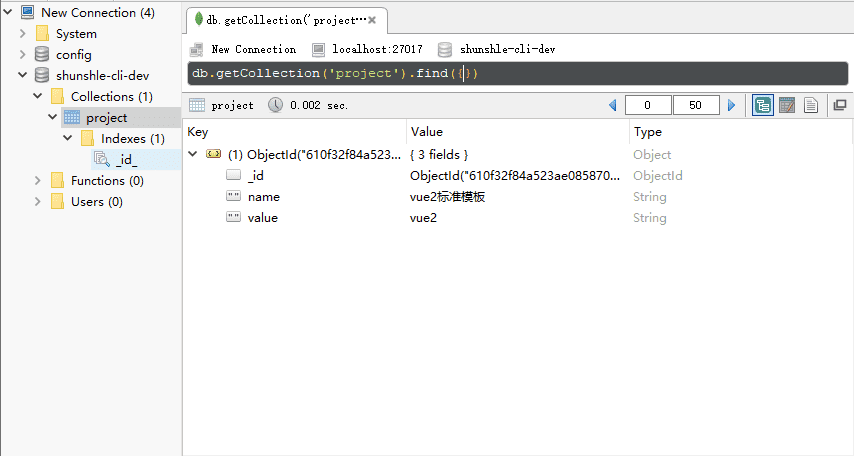 New Connection (4)
System
config
shunshle-cli-dev
Collections (1)
project
Indexes (1)
_id_
Functions (0)
Users (0)
db.getCollection('project⋯
New Connection localhost:27017 shunshle-cli-dev
db.getCollection('project').find({})
project 0.002 sec. 0 50
Key Value Type
(1) ObjectId("610f32f84a523... { 3 fields } Object
_id ObjectId("610f32f84a523ae085870... ObjectId
name vue2标准模板 String
value vue2 String